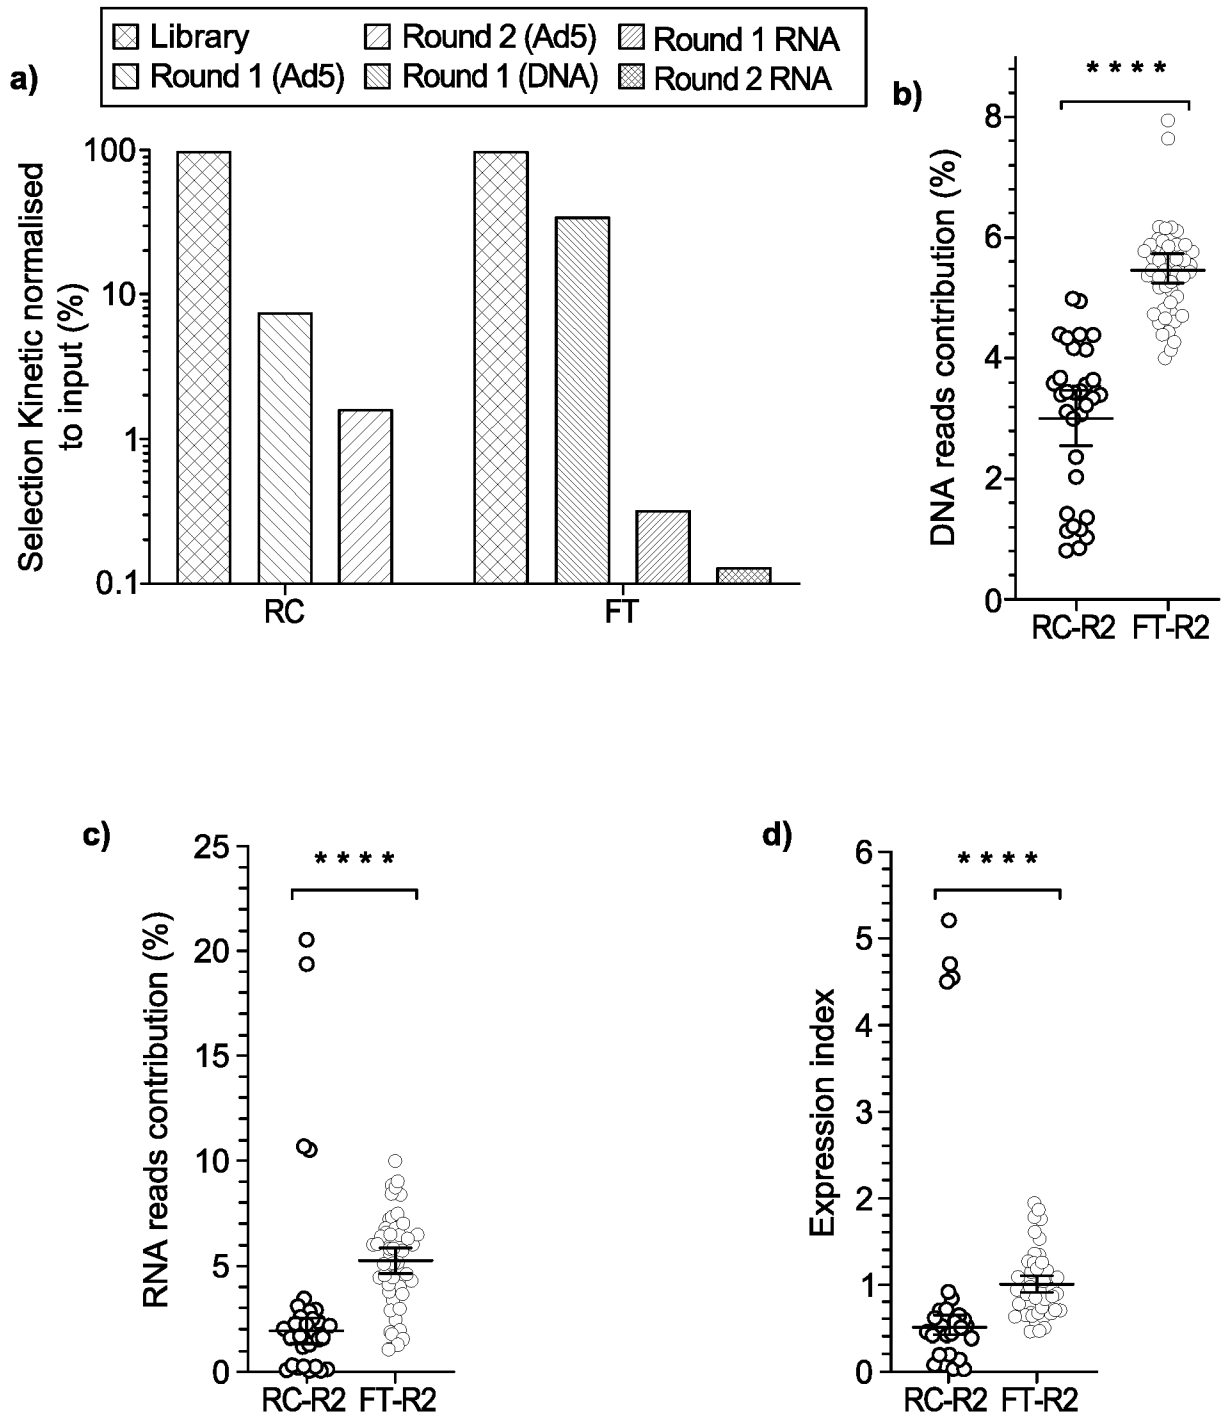 a)
Library
Round 2 (Ad5)
Round 1 RNA
Round 1 (Ad5)
Round 1 (DNA)
Round 2 RNA
Selection Kinetic normalised
to input (%)
100
10
1
0.1
RC
FT
b)
****
DNA reads contribution (%)
8
6
4
2
0
RC-R2
FT-R2
c)
****
RNA reads contribution (%)
25
20
15
10
5
0
RC-R2
FT-R2
d)
****
Expression index
6
5
4
3
2
1
0
RC-R2
FT-R2